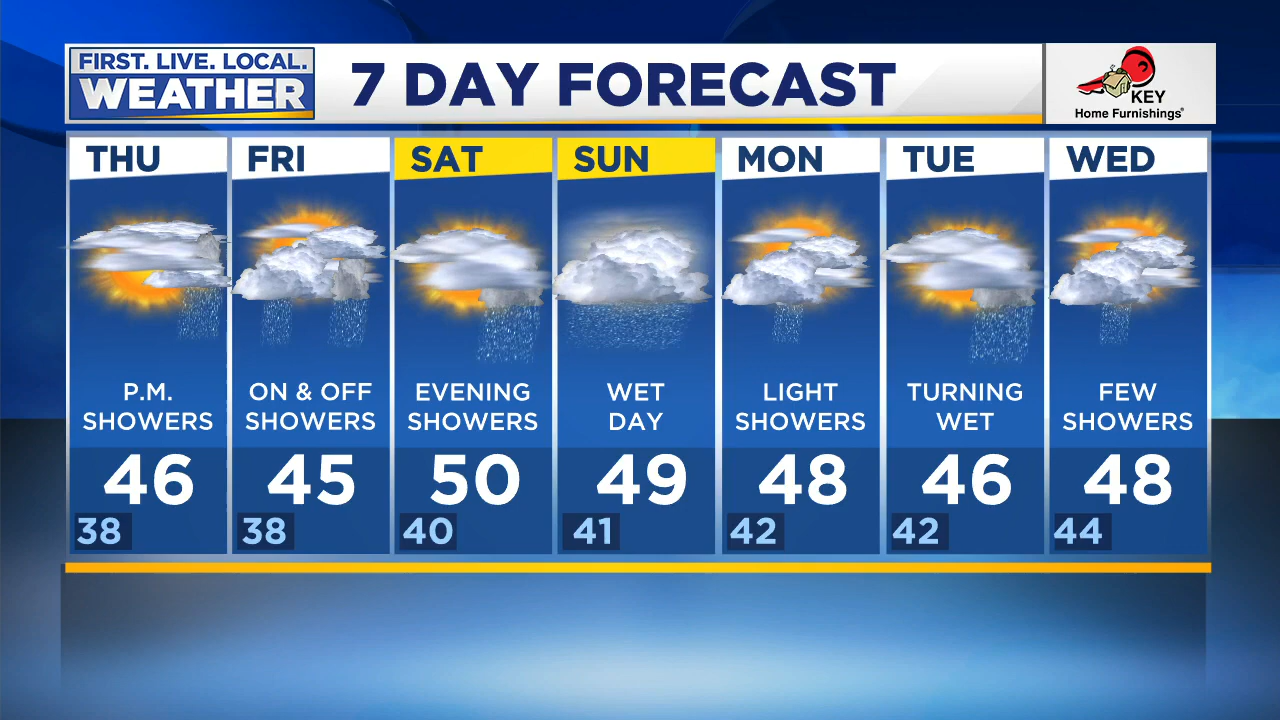 FIRST. LIVE. LOCAL.
WEATHER
7 DAY FORECAST
KEY
Home Furnishings®
THU
FRI
SAT
SUN
MON
TUE
WED
P.M.
SHOWERS
ON & OFF
SHOWERS
EVENING
SHOWERS
WET
DAY
LIGHT
SHOWERS
TURNING
WET
FEW
SHOWERS
46
45
50
49
48
46
48
38
38
40
41
42
42
44